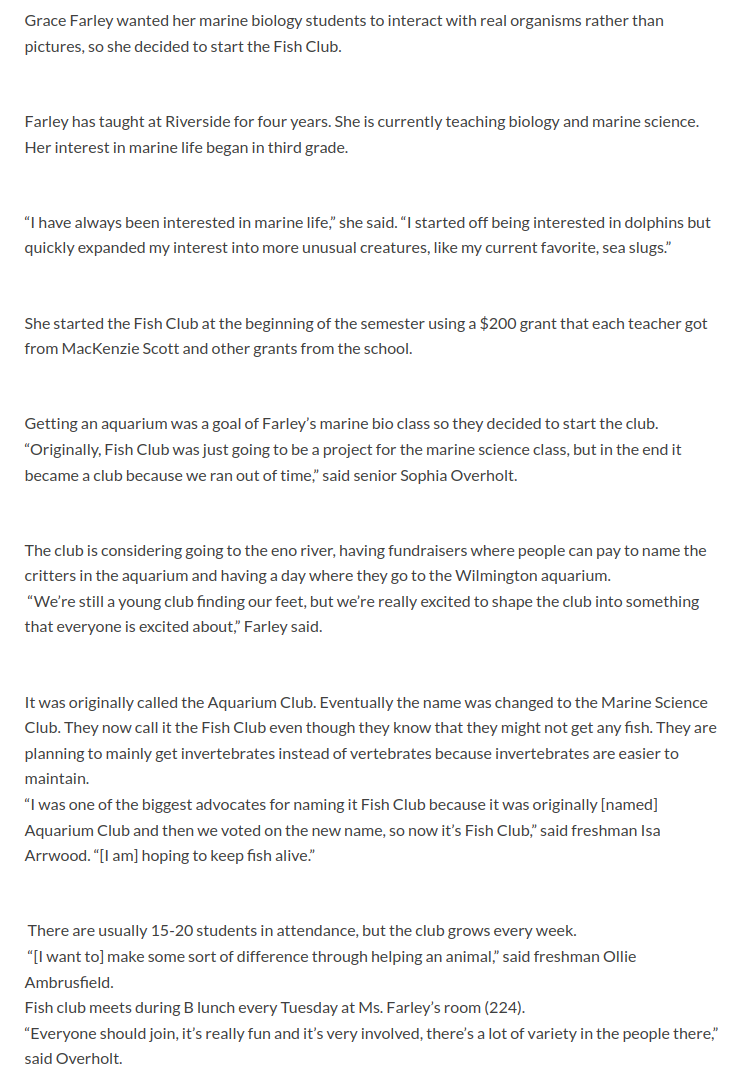 Grace Farley wanted her marine biology students to interact with real organisms rather than
pictures, so she decided to start the Fish Club.
Farley has taught at Riverside for four years. She is currently teaching biology and marine science.
Her interest in marine life began in third grade.
“I have always been interested in marine life,” she said. “I started off being interested in dolphins but
quickly expanded my interest into more unusual creatures, like my current favorite, sea slugs.”
She started the Fish Club at the beginning of the semester using a $200 grant that each teacher got
from MacKenzie Scott and other grants from the school.
Getting an aquarium was a goal of Farley’s marine bio class so they decided to start the club.
“Originally, Fish Club was just going to be a project for the marine science class, but in the end it
became a club because we ran out of time,” said senior Sophia Overholt.
The club is considering going to the eno river, having fundraisers where people can pay to name the
critters in the aquarium and having a day where they go to the Wilmington aquarium.
“We’re still a young club finding our feet, but we’re really excited to shape the club into something
that everyone is excited about,” Farley said.
It was originally called the Aquarium Club. Eventually the name was changed to the Marine Science
Club. They now call it the Fish Club even though they know that they might not get any fish. They are
planning to mainly get invertebrates instead of vertebrates because invertebrates are easier to
maintain.
“I was one of the biggest advocates for naming it Fish Club because it was originally [named]
Aquarium Club and then we voted on the new name, so now it’s Fish Club,” said freshman Isa
Arrwood. “[I am] hoping to keep fish alive.”
There are usually 15-20 students in attendance, but the club grows every week.
“[I want to] make some sort of difference through helping an animal,” said freshman Ollie
Ambrusfield.
Fish club meets during B lunch every Tuesday at Ms. Farley’s room (224).
“Everyone should join, it’s really fun and it’s very involved, there’s a lot of variety in the people there,”
said Overholt.